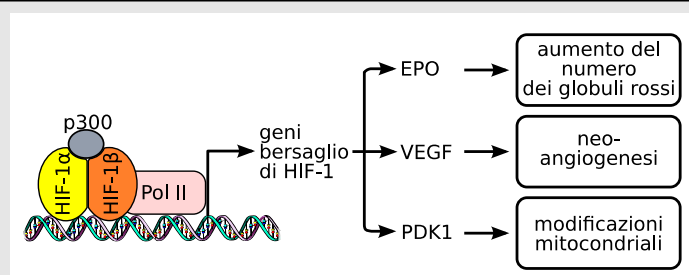 p300
HIF-1α
HIF-1β
Pol II
geni
bersaglio
di HIF-1
EPO
aumento del
numero
dei globuli rossi
VEGF
neo-
angiogenesi
PDK1
modificazioni
mitocondriali